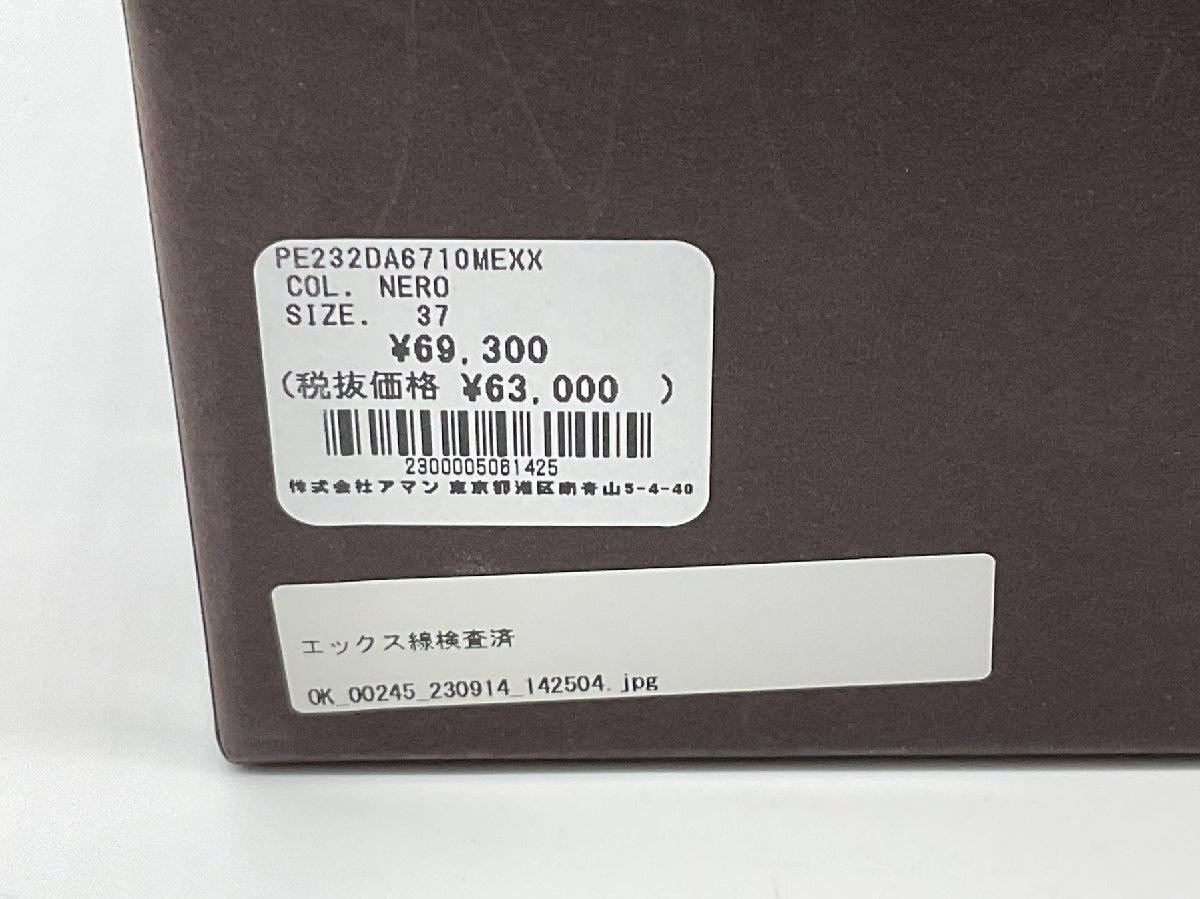 PE232DA6710MEXX
COL. NERO
SIZE. 37
¥69,300
(税抜価格 ¥63,000 )
2300005061425
株式会社アマン 東京都港区南青山5-4-40
エックス線検査済
OK_00245_230914_142504.jpg